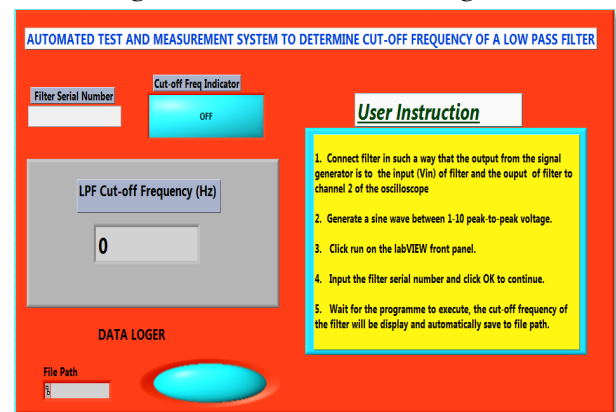 AUTOMATED TEST AND MEASUREMENT SYSTEM TO DETERMINE CUT-OFF FREQUENCY OF A LOW PASS FILTER
Filter Serial Number
Cut-off Freq Indicator
OFF
LPF Cut-off Frequency (Hz)
0
DATA LOGER
File Path
User Instruction
1. Connect filter in such a way that the output from the signal
generator is to the input (Vin) of filter and the ouput of filter to
channel 2 of the oscilloscope
2. Generate a sine wave between 1-10 peak-to-peak voltage.
3. Click run on the labVIEW front panel.
4. Input the filter serial number and click OK to continue.
5. Wait for the programme to execute, the cut-off frequency of
the filter will be display and automatically save to file path.